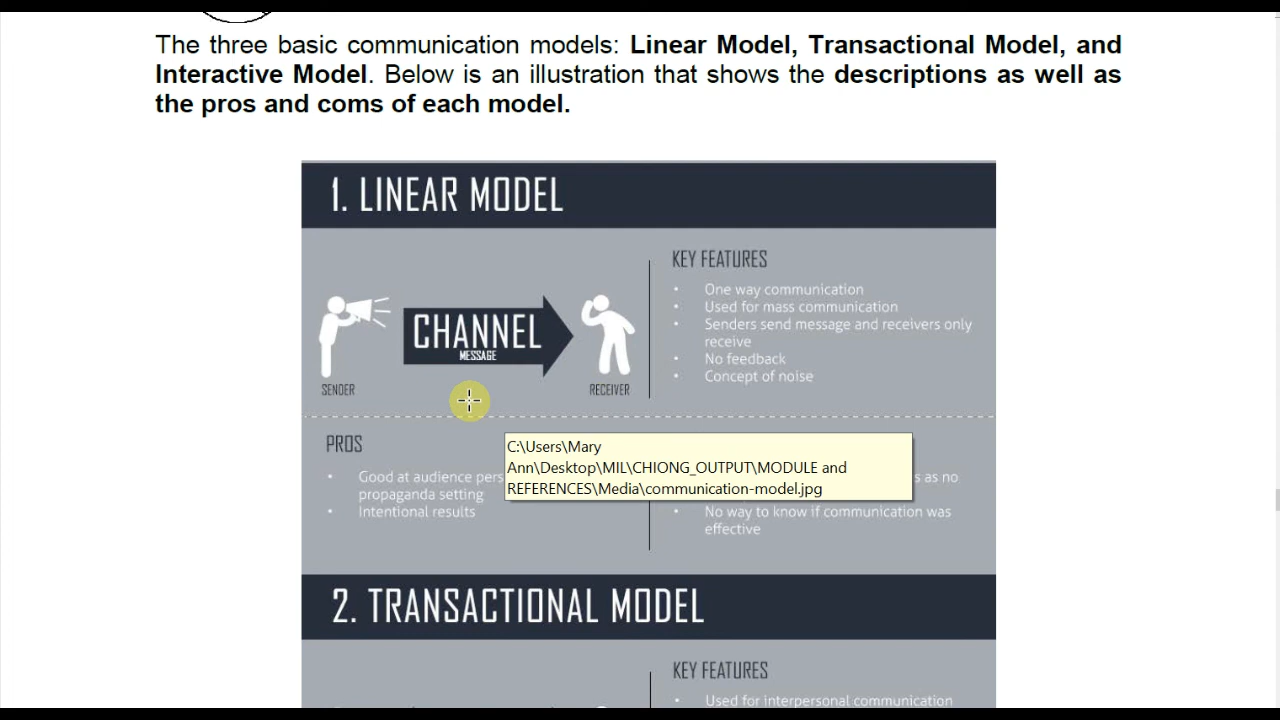 The three basic communication models: Linear Model, Transactional Model, and
Interactive Model. Below is an illustration that shows the descriptions as well as
the pros and coms of each model.
1. LINEAR MODEL
CHANNEL
MESSAGE
SENDER
RECEIVER
KEY FEATURES
• One way communication
• Used for mass communication
• Senders send message and receivers only
receive
• No feedback
• Concept of noise
PROS
• Good at audience
propaganda setting
• Intentional results
C:\Users\Mary
Ann\Desktop\MIL\CHIONG_OUTPUT\MODULE and
REFERENCES\Media\communication-model.jpg
as no
• No way to know if communication was
effective
2. TRANSACTIONAL MODEL
KEY FEATURES
• Used for interpersonal communication